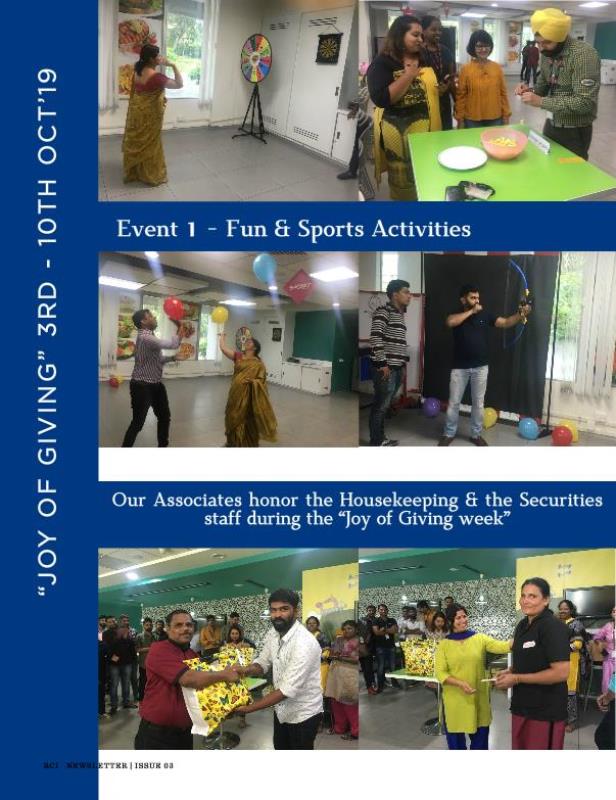 "JOY OF GIVING" 3RD - 10TH OCT'19
Event 1 - Fun & Sports Activities
Our Associates honor the Housekeeping & the Securities
staff during the "Joy of Giving week"
NEWSLETTER | ISSUE 03